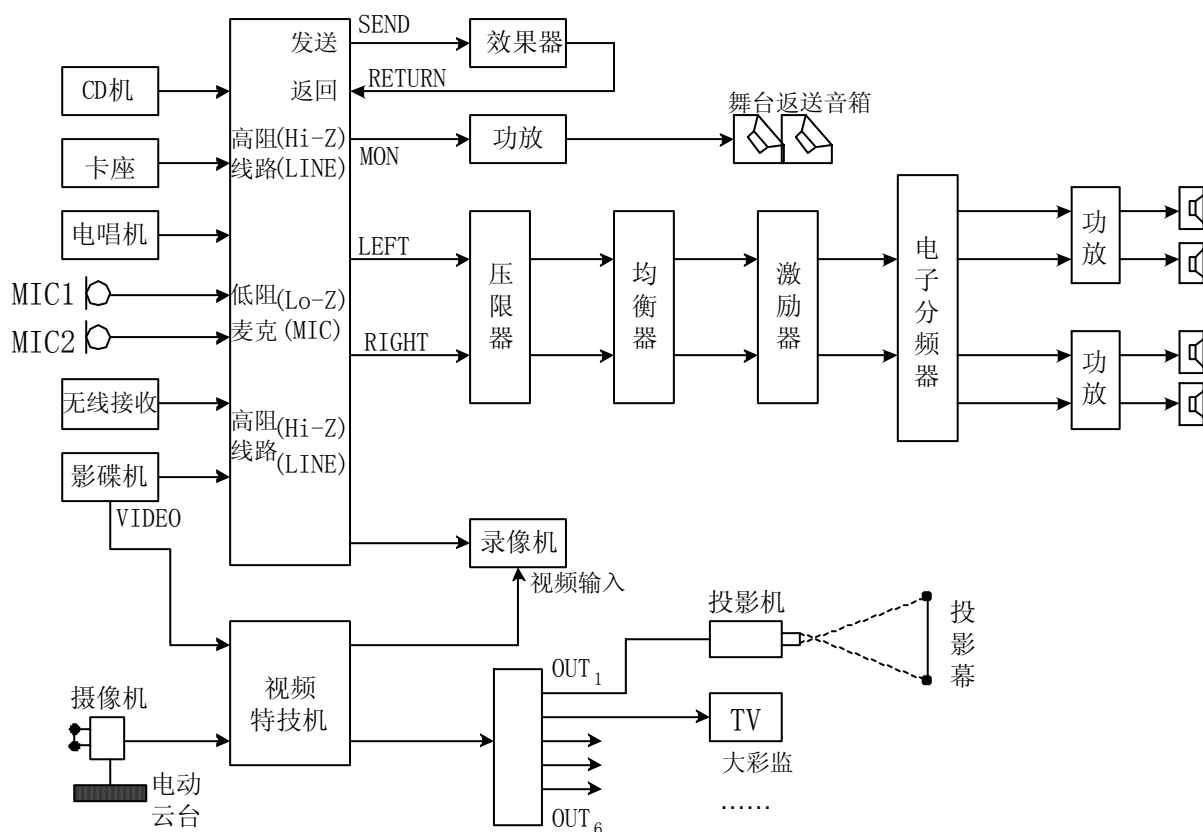 SEND
发送
效果器
RETURN
返回
CD机
舞台返送音箱
高阻(Hi-Z)
线路(LINE)
MON
功放
卡座
电唱机
LEFT
压限器
均衡器
激励器
电子分频器
功放
功放
MIC1
低阻(Lo-Z)
MIC2
麦克(MIC)
RIGHT
无线接收
高阻(Hi-Z)
线路(LINE)
影碟机
VIDEO
录像机
视频输入
投影机
投影幕
OUT1
视频
特技机
摄像机
TV
大彩监
电动
云台
OUT6
……